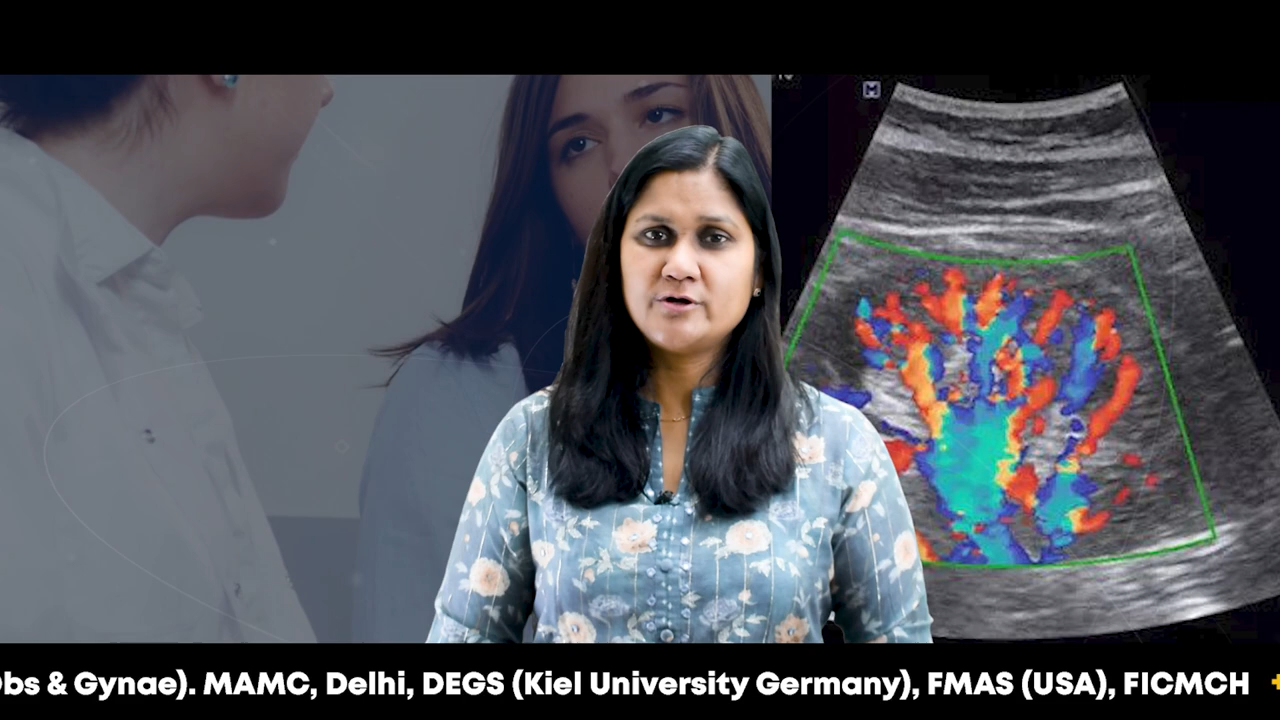 M
bs & Gynae). MAMC, Delhi, DEGS (Kiel University Germany), FMAS (USA), FICMCH